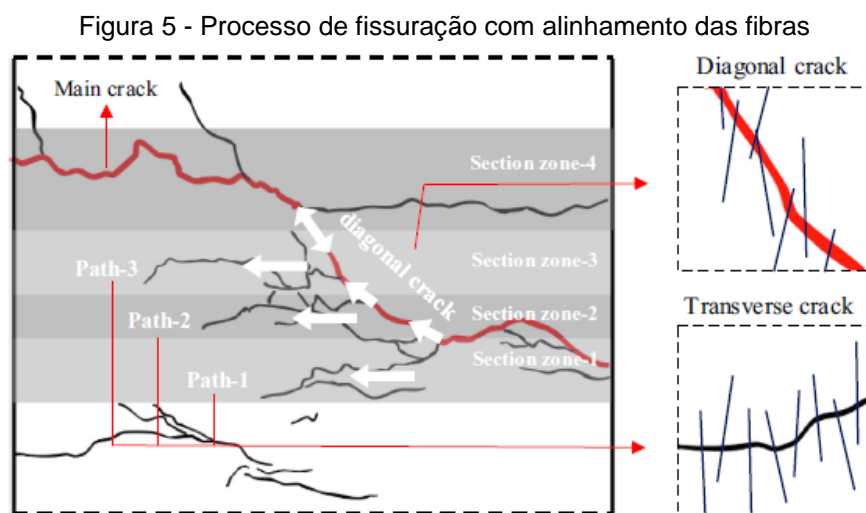 Figura 5 - Processo de fissuração com alinhamento das fibras
Main crack
Section zone-4
diagonal crack
Path-3
Section zone-3
Path-2
Section zone-2
Path-1
Section zone-1
Diagonal crack
Transverse crack